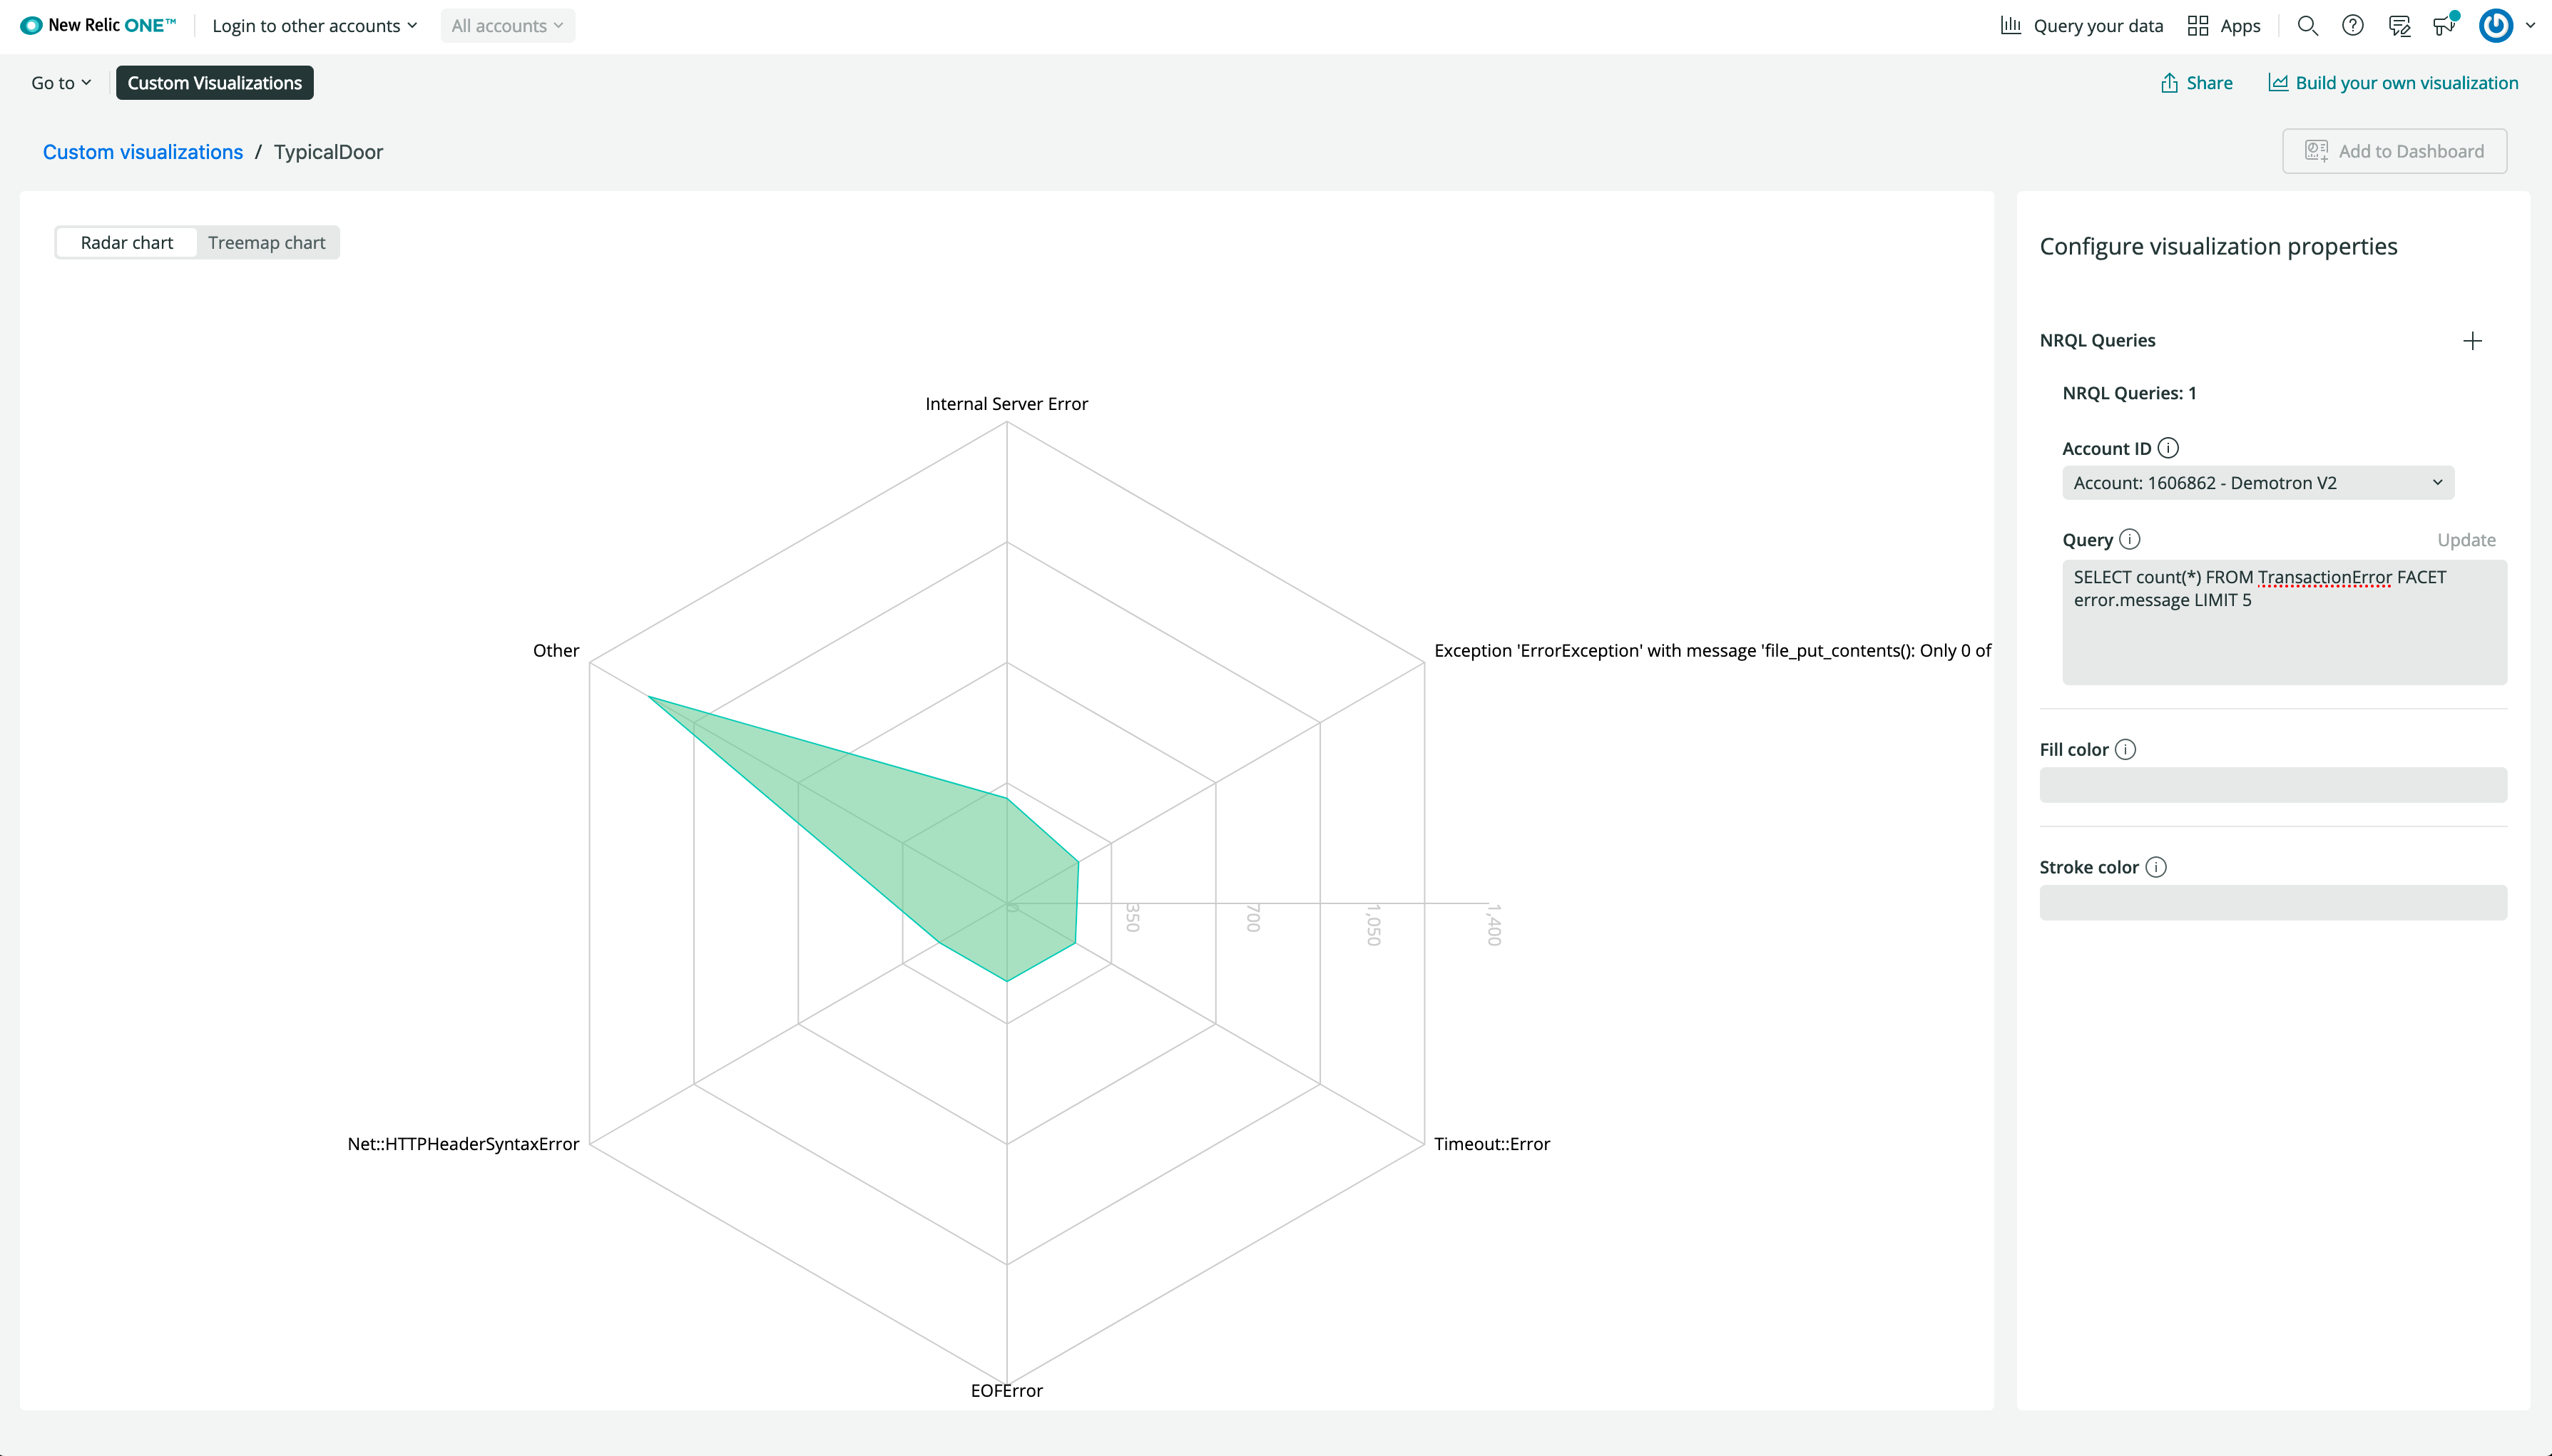 New Relic ONE™
Login to other accounts
All accounts
Query your data
Apps
Go to
Custom Visualizations
Share
Build your own visualization
Custom visualizations / TypicalDoor
Add to Dashboard
Radar chart
Treemap chart
Internal Server Error
Other
Exception 'ErrorException' with message 'file_put_contents(): Only 0 of
0
350
700
1,050
1,400
Net::HTTPHeaderSyntaxError
Timeout::Error
EOFError
Configure visualization properties
NRQL Queries
NRQL Queries: 1
Account ID
Account: 1606862 - Demotron V2
Query
Update
SELECT count(*) FROM TransactionError FACET
error.message LIMIT 5
Fill color
Stroke color